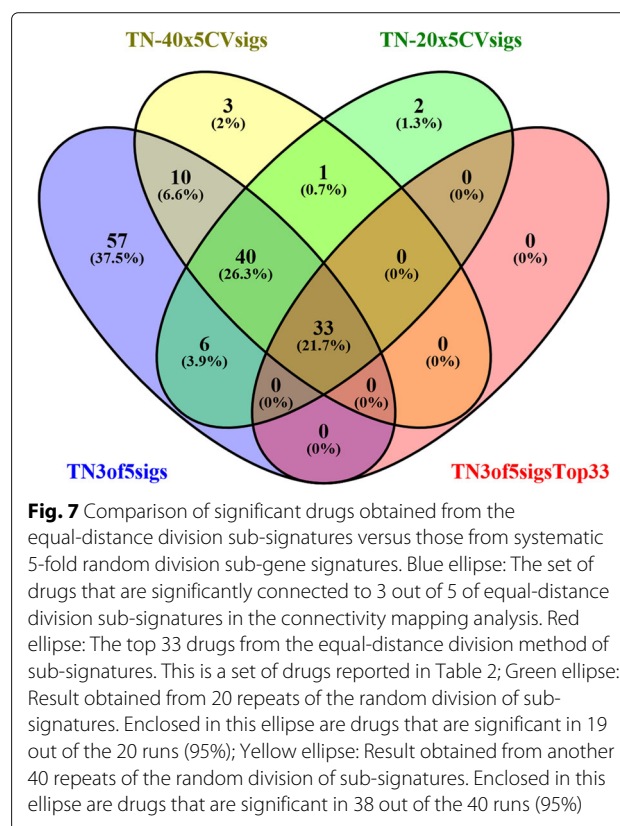 TN-40x5CVsigs
TN-20x5CVsigs
3
(2%)
2
(1.3%)
10
(6.6%)
1
(0.7%)
0
(0%)
57
(37.5%)
40
(26.3%)
0
(0%)
0
(0%)
6
(3.9%)
33
(21.7%)
0
(0%)
0
(0%)
0
(0%)
0
(0%)
TN3of5sigs
TN3of5sigsTop33
Fig. 7 Comparison of significant drugs obtained from the
equal-distance division sub-signatures versus those from systematic
5-fold random division sub-gene signatures. Blue ellipse: The set of
drugs that are significantly connected to 3 out of 5 of equal-distance
division sub-signatures in the connectivity mapping analysis. Red
ellipse: The top 33 drugs from the equal-distance division method of
sub-signatures. This is a set of drugs reported in Table 2; Green ellipse:
Result obtained from 20 repeats of the random division of sub-
signatures. Enclosed in this ellipse are drugs that are significant in 19
out of the 20 runs (95%); Yellow ellipse: Result obtained from another
40 repeats of the random division of sub-signatures. Enclosed in this
ellipse are drugs that are significant in 38 out of the 40 runs (95%)